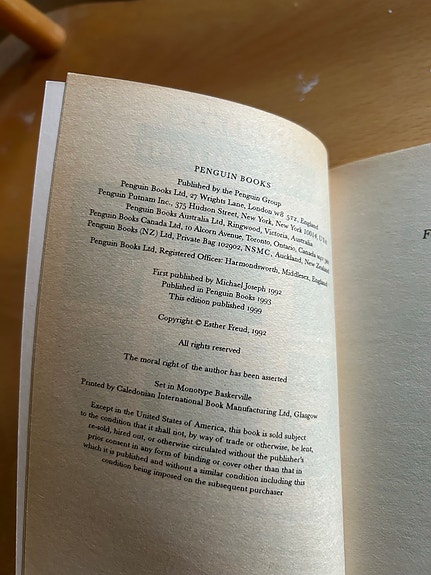 PENGUIN BOOKS
Published by the Penguin Group
Penguin Books Ltd, 27 Wrights Lane, London W8 5TZ, England
Penguin Putnam Inc., 375 Hudson Street, New York, New York 10014, USA
Penguin Books Australia Ltd, Ringwood, Victoria, Australia
Penguin Books Canada Ltd, 10 Alcorn Avenue, Toronto, Ontario, Canada
Penguin Books (NZ) Ltd, Private Bag 102902, NSMC, Auckland, New Zealand
Penguin Books Ltd, Registered Offices: Harmondsworth, Middlesex, England
First published by Michael Joseph 1992
Published in Penguin Books 1993
This edition published 1999
Copyright © Esther Freud, 1992
All rights reserved
The moral right of the author has been asserted
Set in Monotype Baskerville
Printed by Caledonian International Book Manufacturing Ltd, Glasgow
Except in the United States of America, this book is sold subject
to the condition that it shall not, by way of trade or otherwise, be lent,
re-sold, hired out, or otherwise circulated without the publisher's
prior consent in any form of binding or cover other than that in
which it is published and without a similar condition including this
condition being imposed on the subsequent purchaser
F